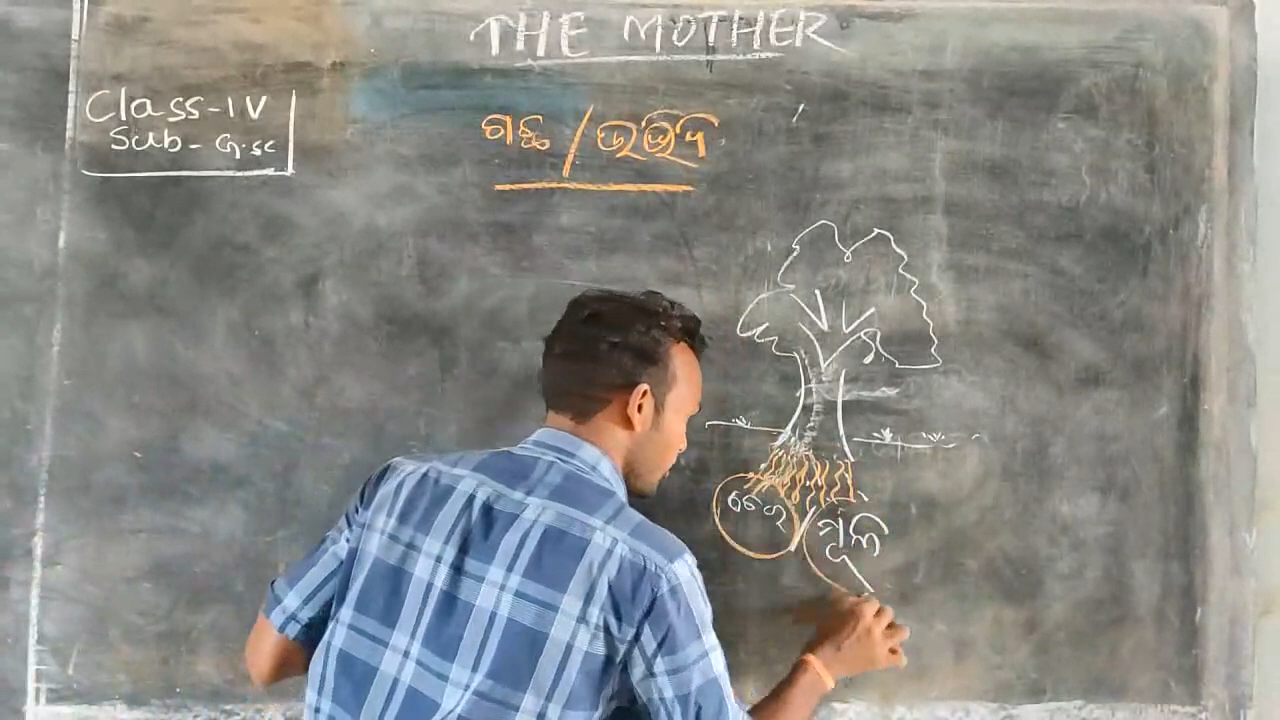 THE MOTHER
Class-IV
Sub-G.sc
ଗଛ / ଉଦ୍ଭିଦ
ଚେର / ମୂଳ